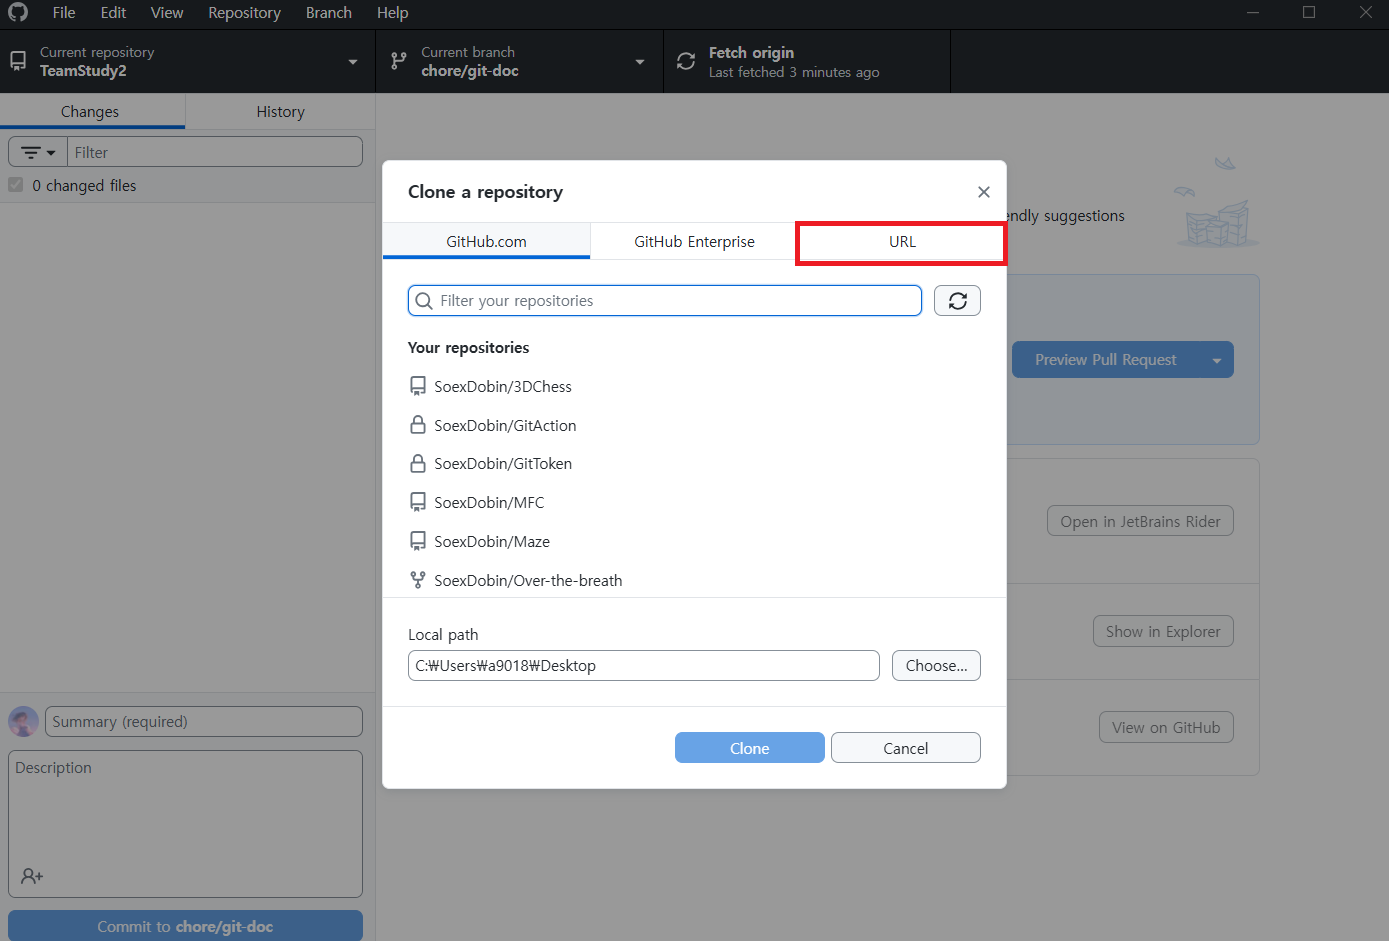 File Edit View Repository Branch Help
Current repository
TeamStudy2
Current branch
chore/git-doc
Fetch origin
Last fetched 3 minutes ago
Changes
History
Filter
0 changed files
Clone a repository
GitHub.com
GitHub Enterprise
URL
endly suggestions
Filter your repositories
Your repositories
SoexDobin/3DChess
SoexDobin/GitAction
SoexDobin/GitToken
SoexDobin/MFC
SoexDobin/Maze
SoexDobin/Over-the-breath
Preview Pull Request
Open in JetBrains Rider
Show in Explorer
View on GitHub
Local path
C:₩Users₩a9018₩Desktop
Choose...
Clone
Cancel
Summary (required)
Description
Commit to chore/git-doc